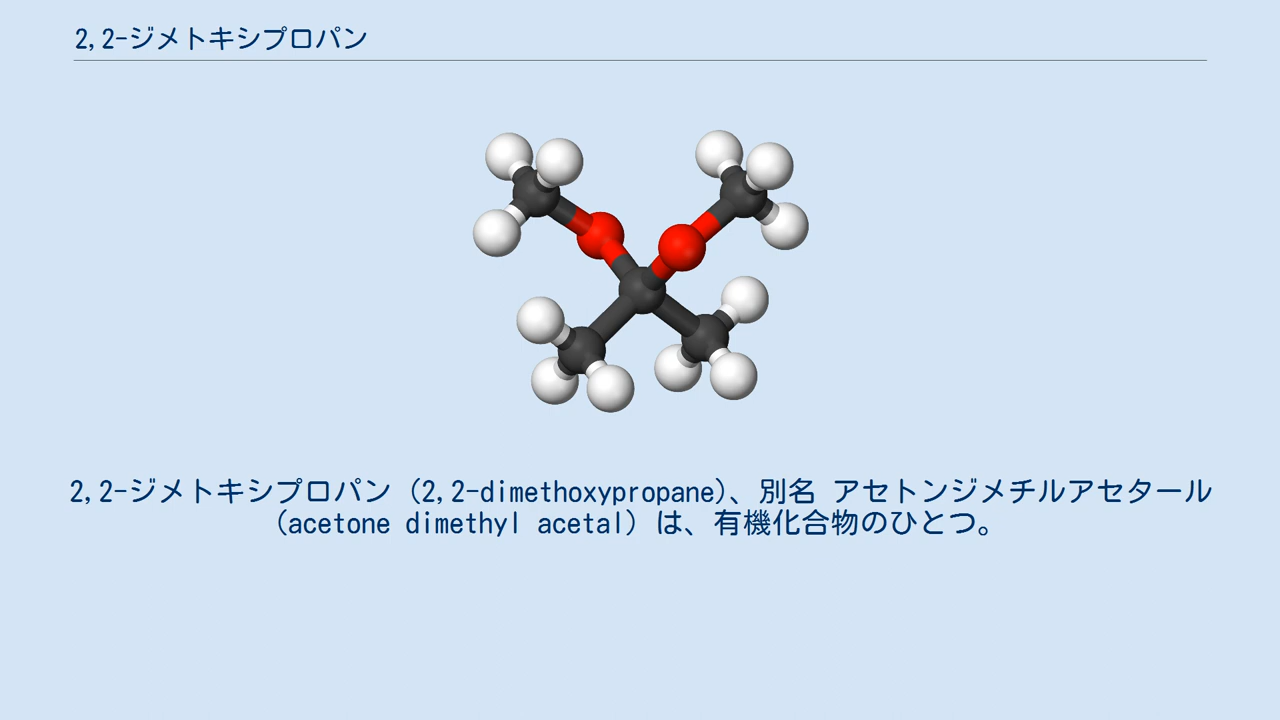 2,2-ジメトキシプロパン
2,2-ジメトキシプロパン (2,2-dimethoxypropane)、別名 アセトンジメチルアセタール
(acetone dimethyl acetal) は、有機化合物のひとつ。